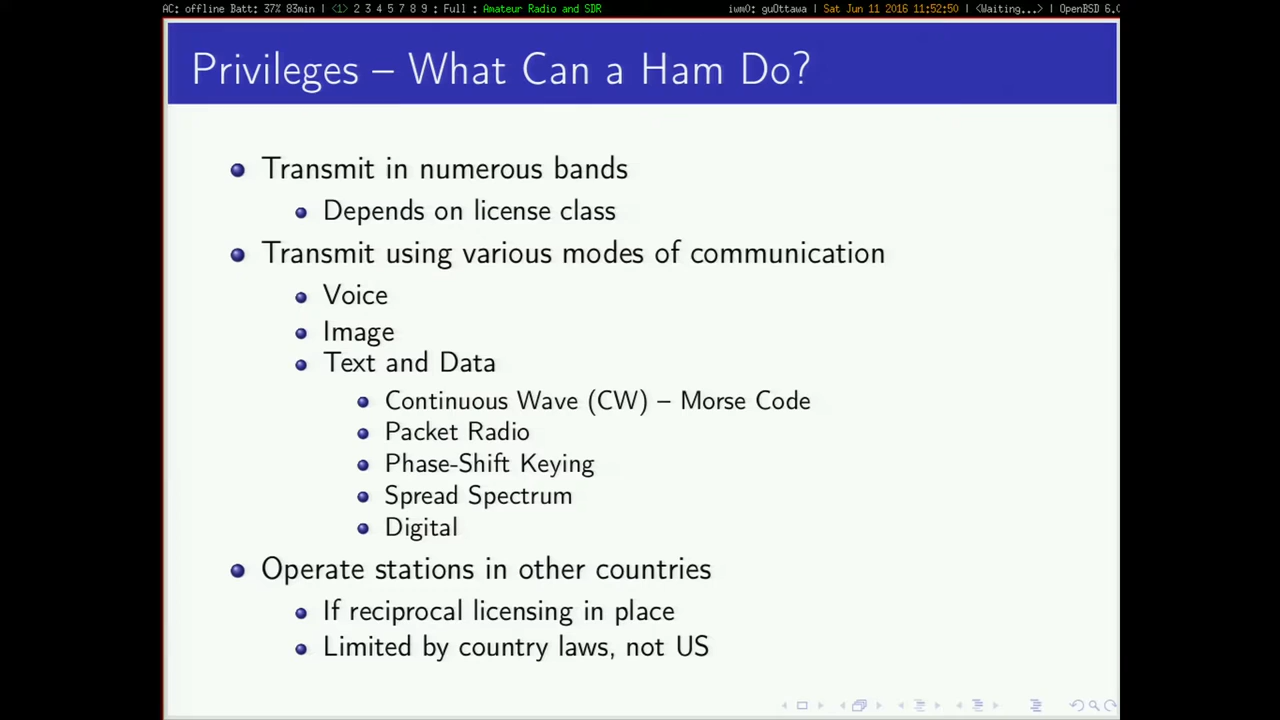 AC: offline Batt: 37% 83min | <1> 2 3 4 5 7 8 9 : Full : Amateur Radio and SDR iwm0: guOttawa | Sat Jun 11 2016 11:52:50 | <Waiting...> | OpenBSD 6.0
Privileges – What Can a Ham Do?
Transmit in numerous bands
Depends on license class
Transmit using various modes of communication
Voice
Image
Text and Data
Continuous Wave (CW) – Morse Code
Packet Radio
Phase-Shift Keying
Spread Spectrum
Digital
Operate stations in other countries
If reciprocal licensing in place
Limited by country laws, not US